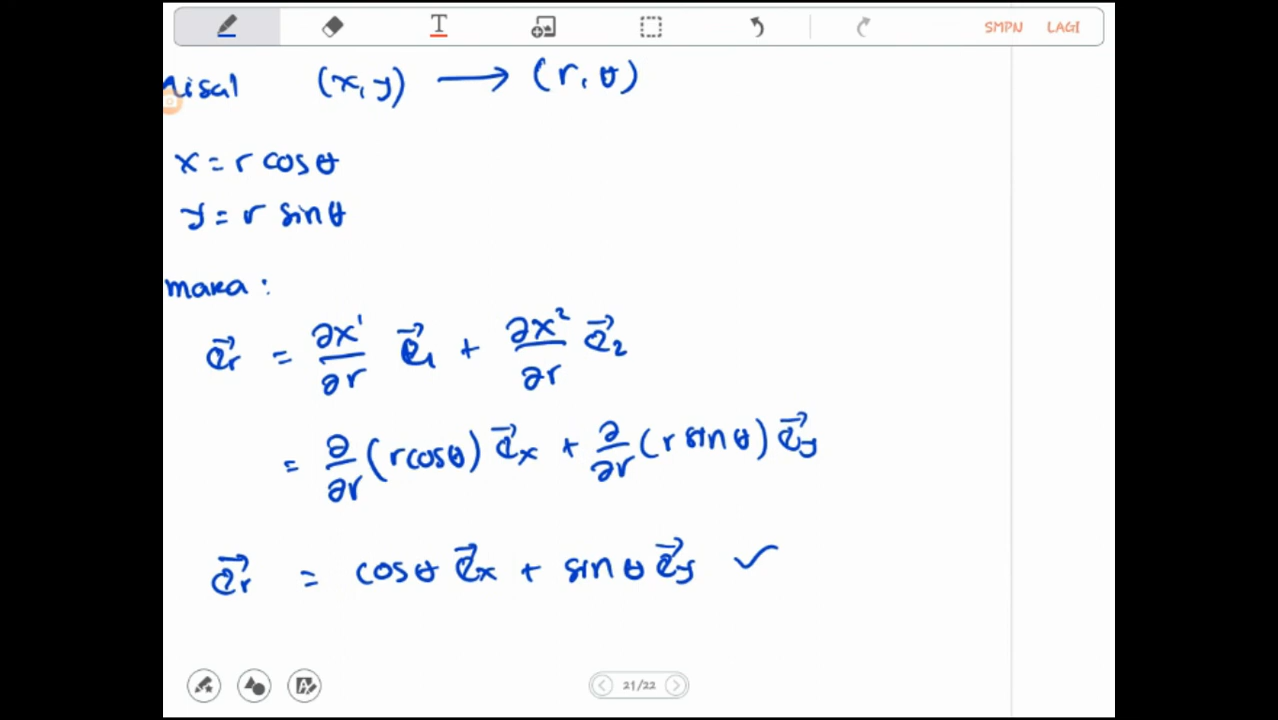 SMPN LAGI
Misal (x, y) ⟶ (r, θ)
x = r cos θ
y = r sin θ
maka :
e⃗r = ∂x¹/∂r e⃗₁ + ∂x²/∂r e⃗₂
= ∂/∂r (r cos θ) e⃗x + ∂/∂r (r sin θ) e⃗y
e⃗r = cos θ e⃗x + sin θ e⃗y ✓
21/22